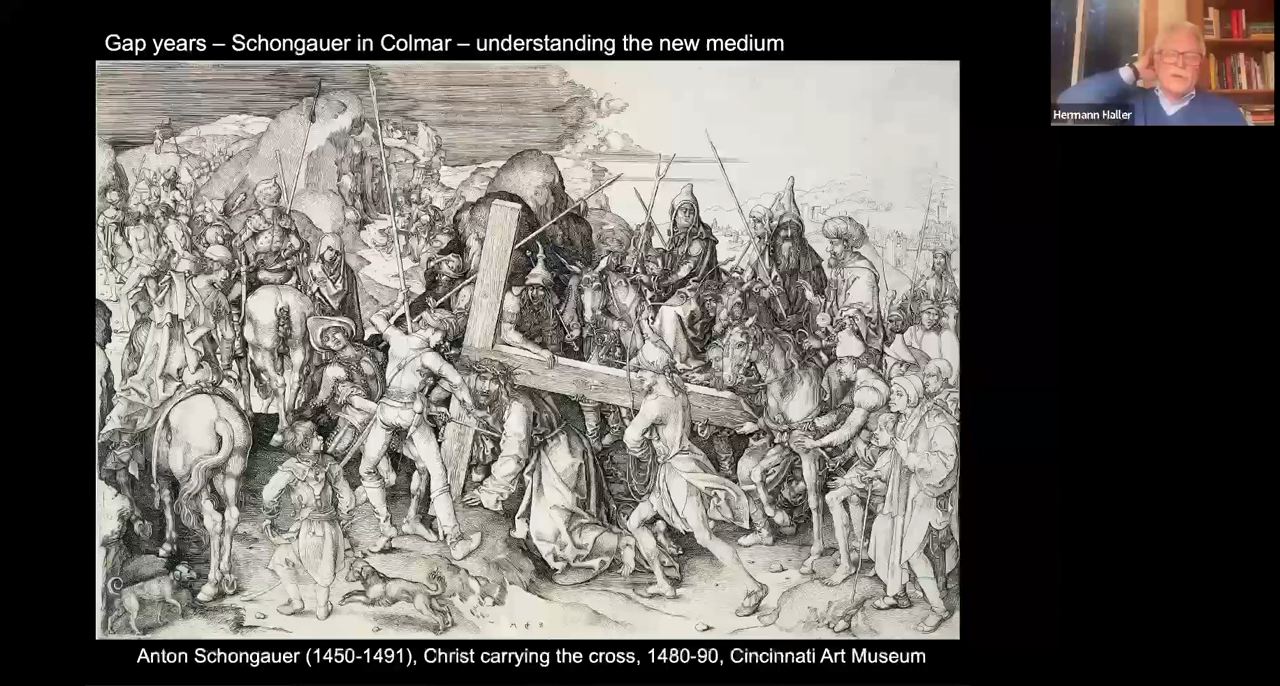 Gap years – Schongauer in Colmar – understanding the new medium
Hermann Haller
M S
Anton Schongauer (1450-1491), Christ carrying the cross, 1480-90, Cincinnati Art Museum